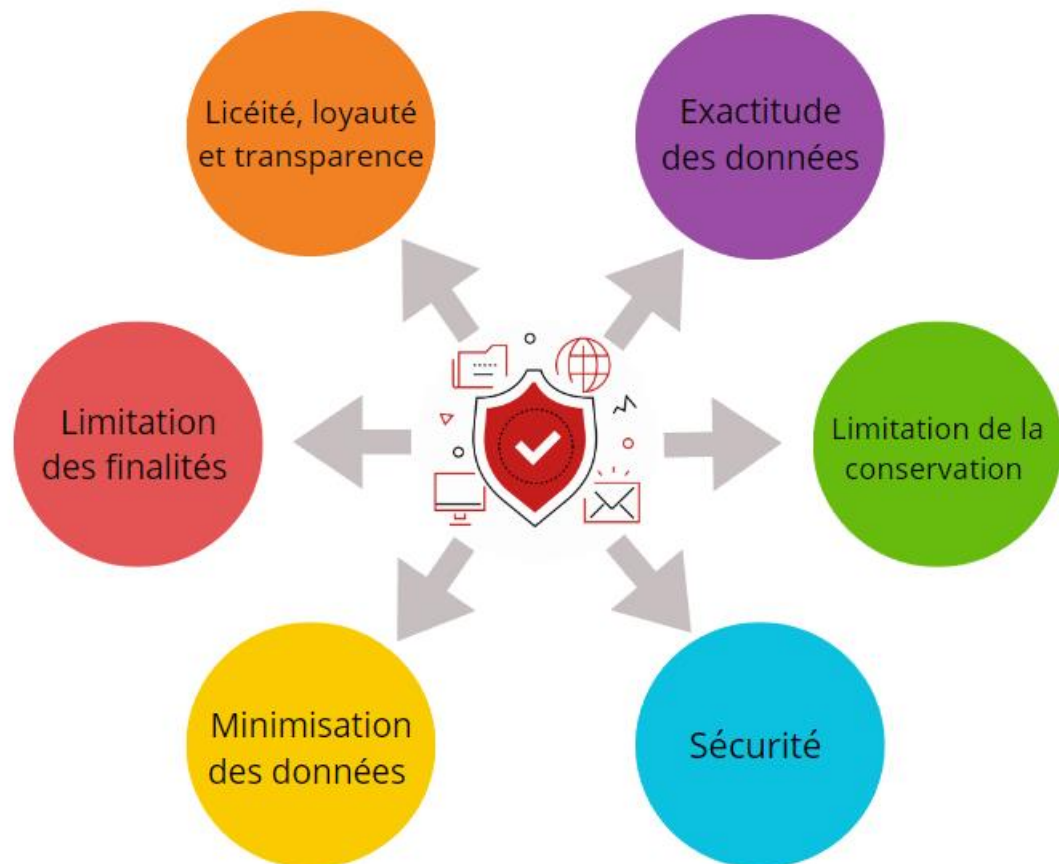 Licéité, loyauté
et transparence
Exactitude
des données
Limitation
des finalités
Limitation de la
conservation
Minimisation
des données
Sécurité